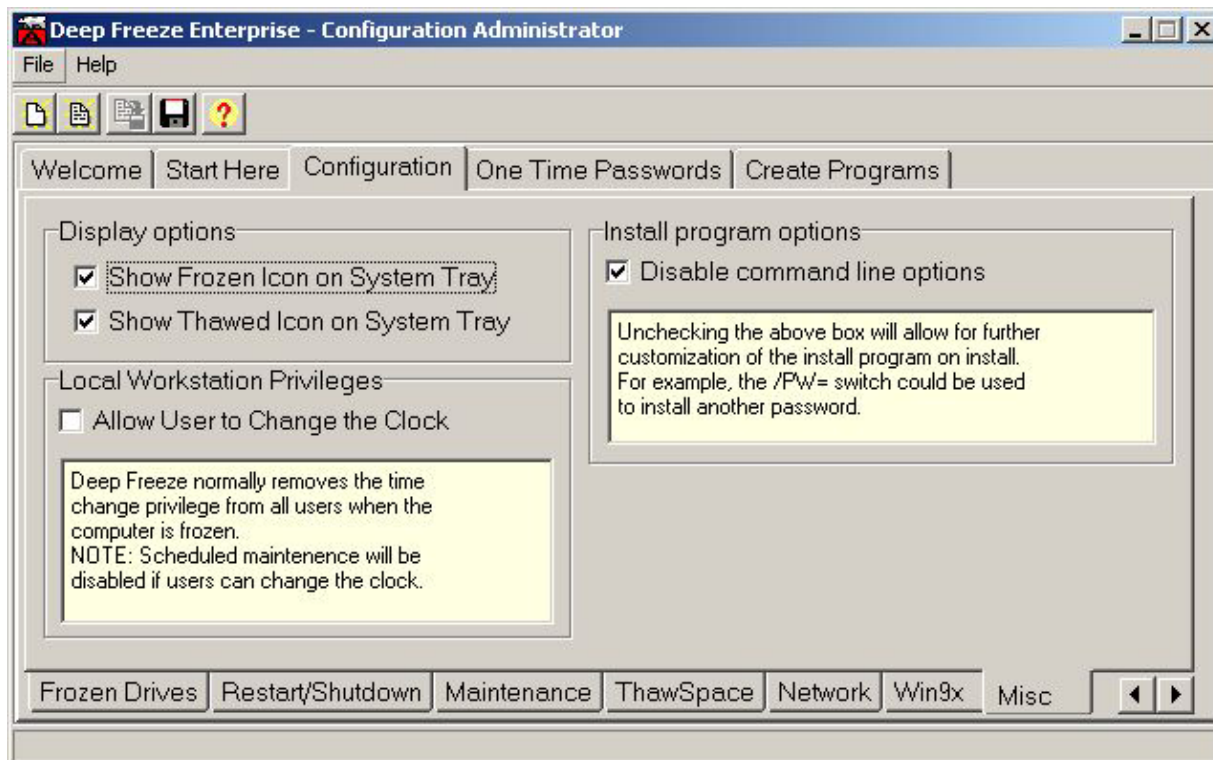 Deep Freeze Enterprise - Configuration Administrator
File Help
Welcome Start Here Configuration One Time Passwords Create Programs
Display options
Show Frozen Icon on System Tray
Show Thawed Icon on System Tray
Local Workstation Privileges
Allow User to Change the Clock
Deep Freeze normally removes the time
change privilege from all users when the
computer is frozen.
NOTE: Scheduled maintenence will be
disabled if users can change the clock.
Install program options
Disable command line options
Unchecking the above box will allow for further
customization of the install program on install.
For example, the /PW= switch could be used
to install another password.
Frozen Drives Restart/Shutdown Maintenance ThawSpace Network Win9x Misc